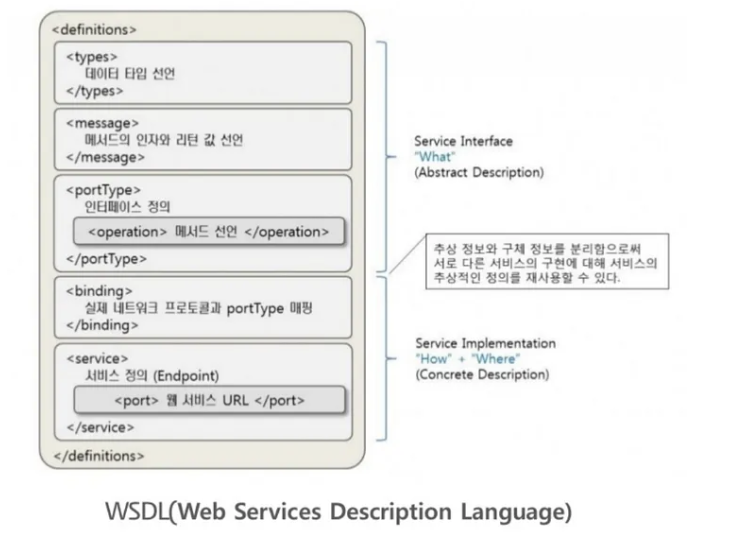 <definitions>
<types>
데이터 타입 선언
</types>
<message>
메서드의 인자와 리턴 값 선언
</message>
<portType>
인터페이스 정의
<operation> 메서드 선언 </operation>
</portType>
<binding>
실제 네트워크 프로토콜과 portType 매핑
</binding>
<service>
서비스 정의 (Endpoint)
<port> 웹 서비스 URL </port>
</service>
</definitions>
Service Interface
"What"
(Abstract Description)
추상 정보와 구체 정보를 분리함으로써
서로 다른 서비스의 구현에 대해 서비스의
추상적인 정의를 재사용할 수 있다.
Service Implementation
"How" + "Where"
(Concrete Description)
WSDL(Web Services Description Language)